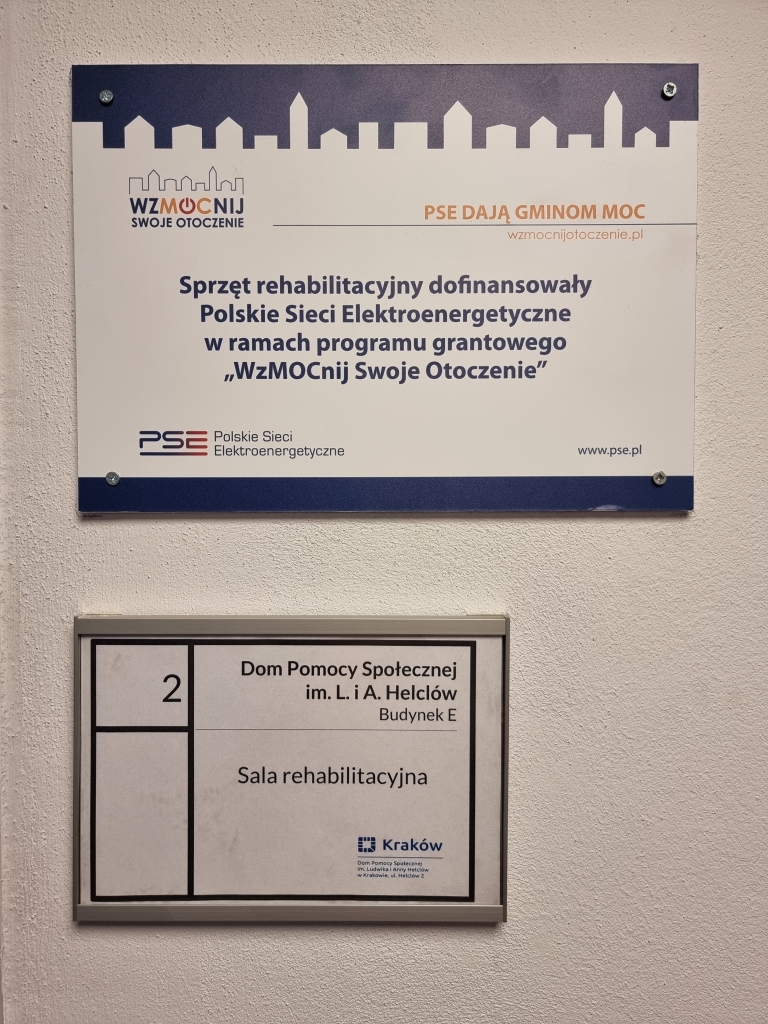 WZMOCNIJ
SWOJE OTOCZENIE
PSE DAJĄ GMINOM MOC
wzmocnijotoczenie.pl
Sprzęt rehabilitacyjny dofinansowały
Polskie Sieci Elektroenergetyczne
w ramach programu grantowego
„WzMOCnij Swoje Otoczenie”
PSE Polskie Sieci
Elektroenergetyczne
www.pse.pl
2
Dom Pomocy Społecznej
im. L. i A. Helclów
Budynek E
Sala rehabilitacyjna
Kraków
Dom Pomocy Społecznej
im. Ludwika i Anny Helclów
w Krakowie, ul. Helclów 2